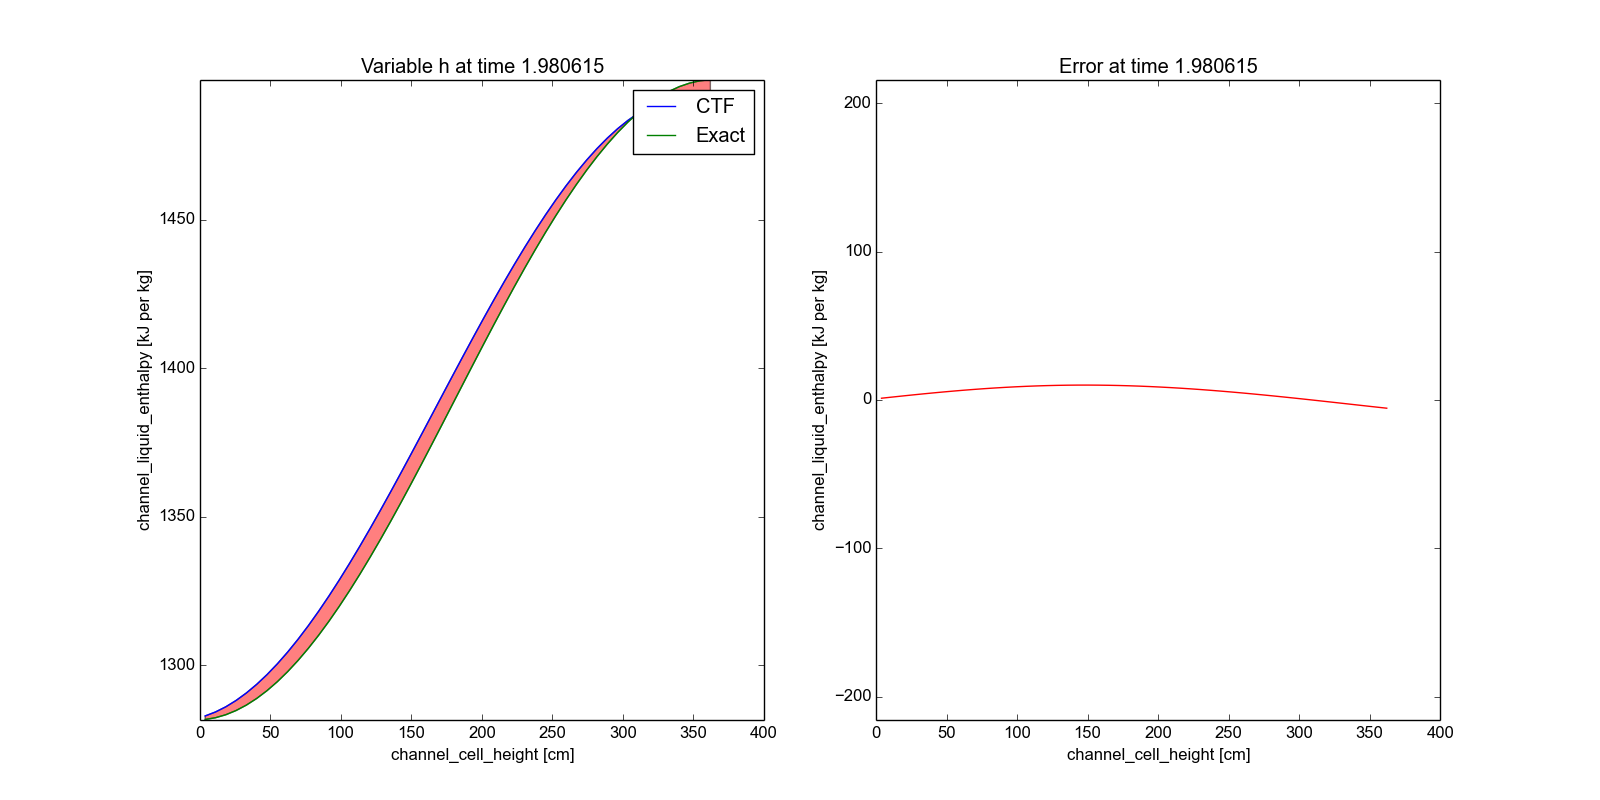 Variable h at time 1.980615
CTF
Exact
1450
1400
1350
1300
channel_liquid_enthalpy [kJ per kg]
0 50 100 150 200 250 300 350 400
channel_cell_height [cm]
Error at time 1.980615
200
100
0
−100
−200
channel_liquid_enthalpy [kJ per kg]
0 50 100 150 200 250 300 350 400
channel_cell_height [cm]